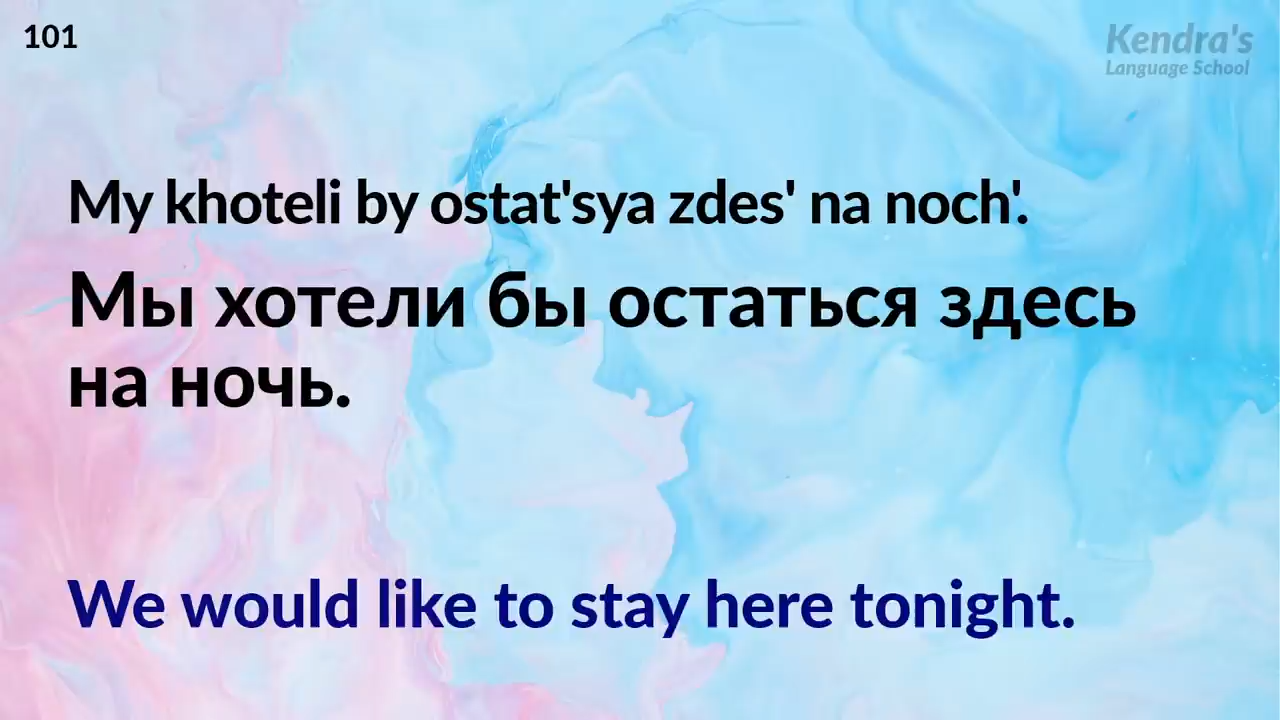 101
Kendra's
Language School
My khoteli by ostat'sya zdes' na noch'.
Мы хотели бы остаться здесь
на ночь.
We would like to stay here tonight.